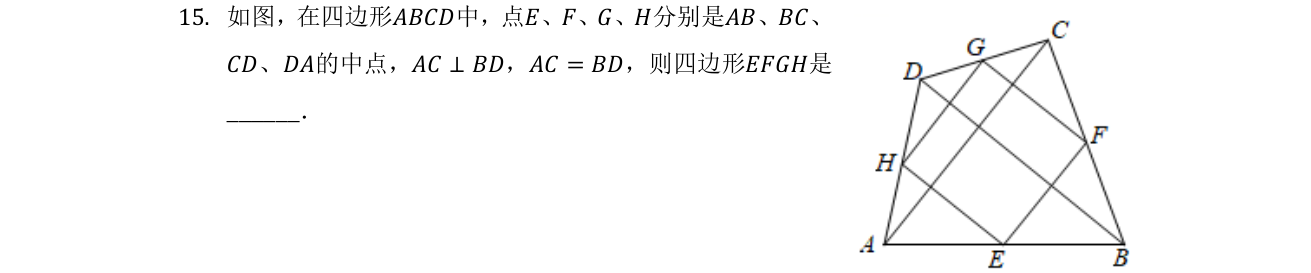 15. 如图，在四边形ABCD中，点E、F、G、H分别是AB、BC、
CD、DA的中点，AC ⊥ BD，AC = BD，则四边形EFGH是
______.
C
G
D
F
H
A
E
B